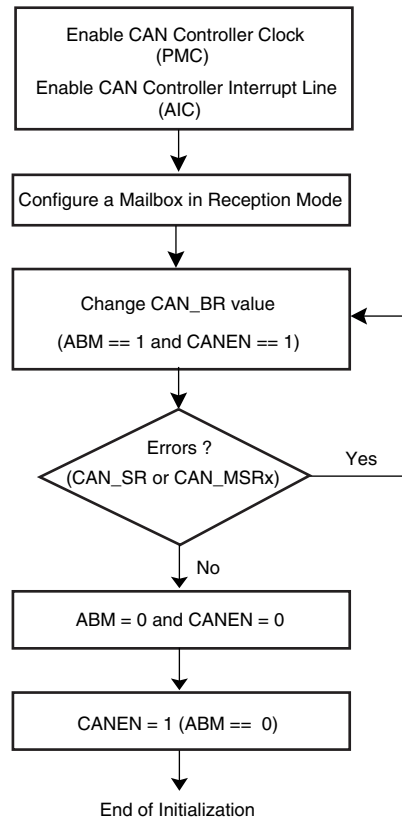 Enable CAN Controller Clock
(PMC)
Enable CAN Controller Interrupt Line
(AIC)
Configure a Mailbox in Reception Mode
Change CAN_BR value
(ABM == 1 and CANEN == 1)
Errors ?
(CAN_SR or CAN_MSRx)
Yes
No
ABM = 0 and CANEN = 0
CANEN = 1 (ABM == 0)
End of Initialization